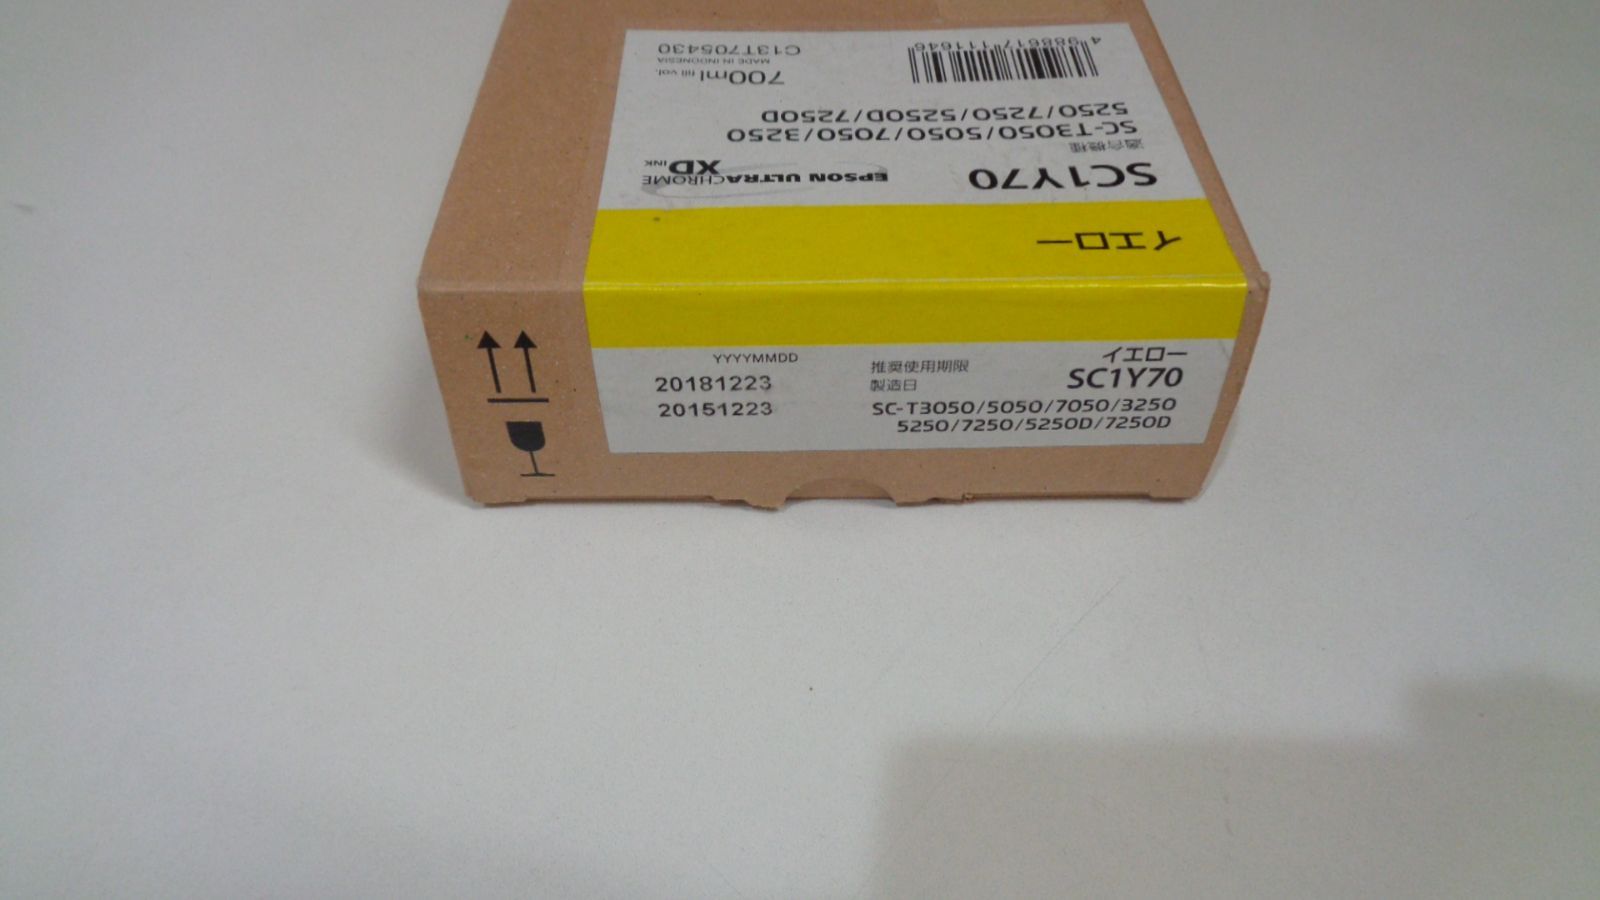 イエロー
SC1Y70
EPSON ULTRACHROME XD INK
適合機種
SC-T3050/5050/7050/3250
5250/7250/5250D/7250D
700ml fill vol.
MADE IN INDONESIA
C13T705430
4 988617 111646
YYYYMMDD
20181223
20151223
推奨使用期限
製造日
イエロー
SC1Y70
SC-T3050/5050/7050/3250
5250/7250/5250D/7250D